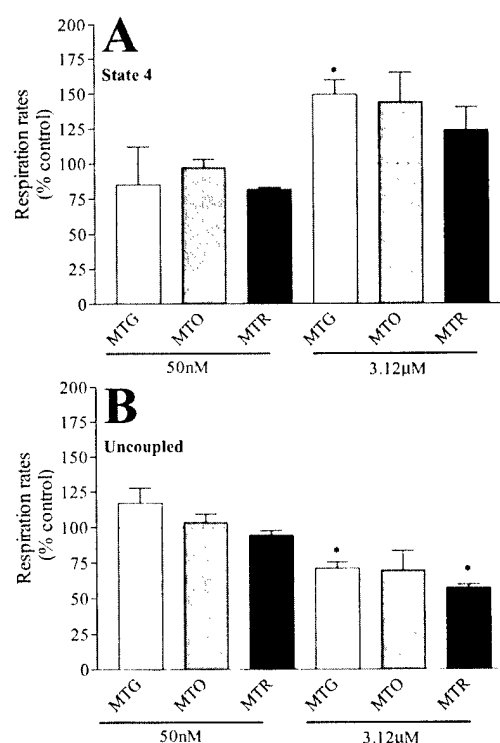 A
State 4
Respiration rates
(% control)
200
175
150
125
100
75
50
25
0
*
MTG
MTO
MTR
MTG
MTO
MTR
50nM
3.12µM
B
Uncoupled
Respiration rates
(% control)
200
175
150
125
100
75
50
25
0
*
*
MTG
MTO
MTR
MTG
MTO
MTR
50nM
3.12µM